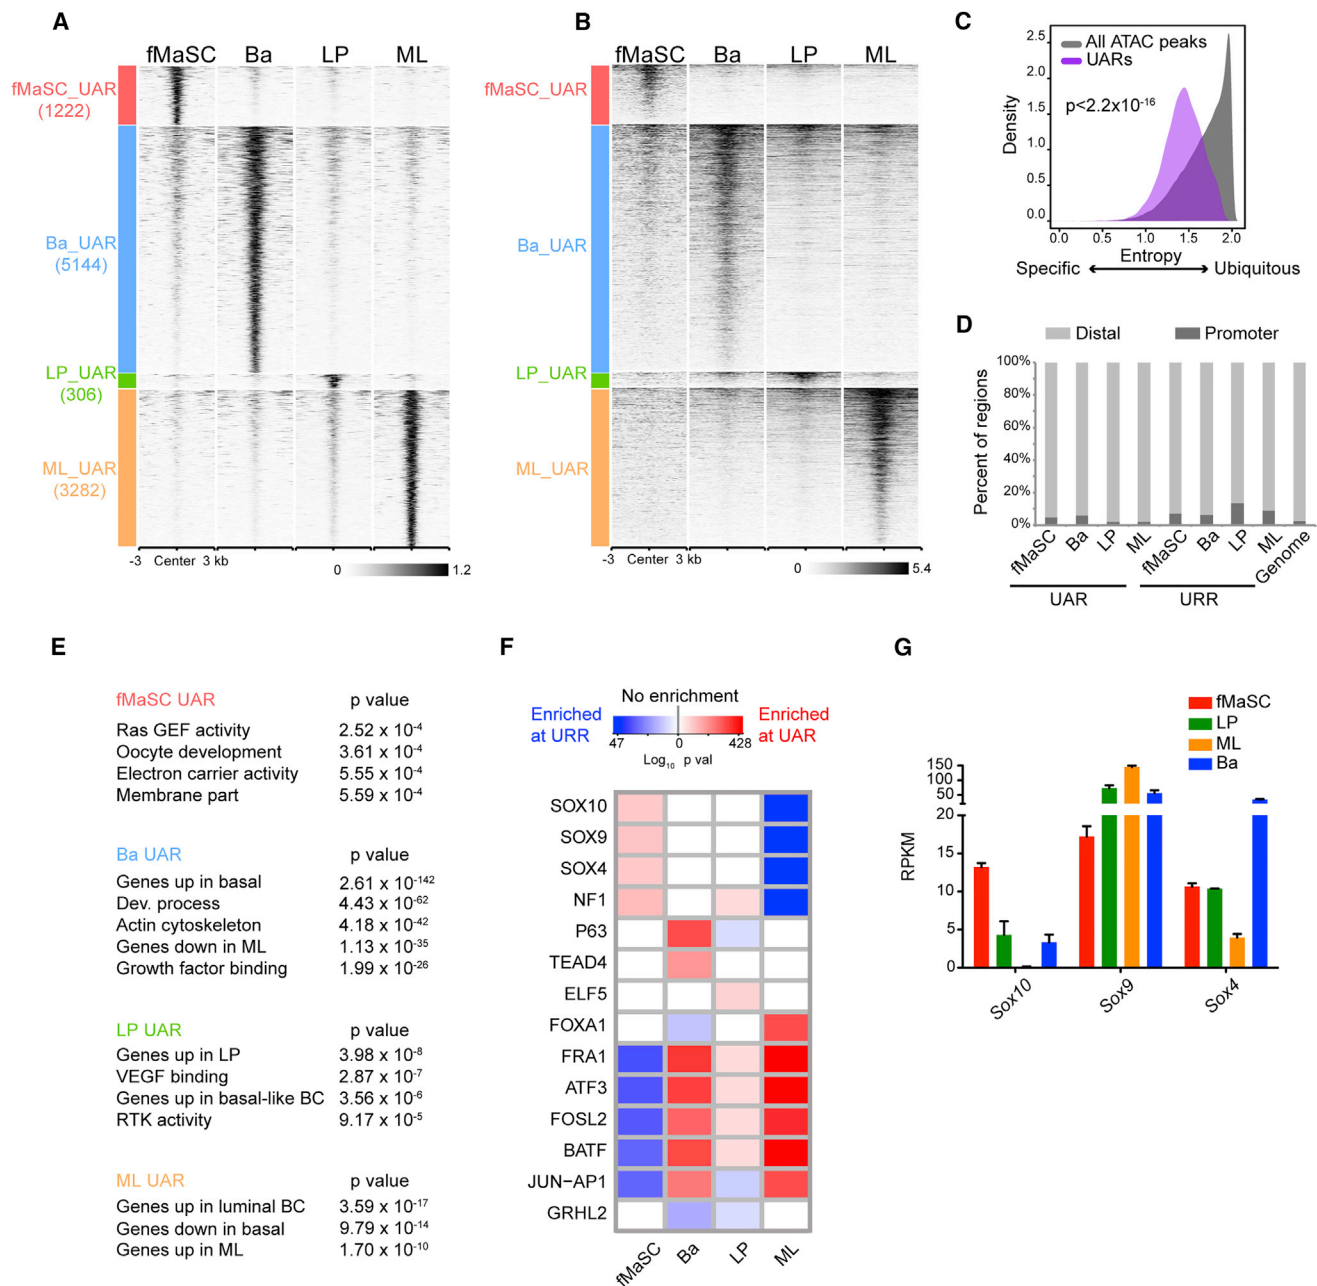 A
fMaSC Ba LP ML
fMaSC_UAR
(1222)
Ba_UAR
(5144)
LP_UAR
(306)
ML_UAR
(3282)
-3 Center 3 kb
0 1.2
B
fMaSC Ba LP ML
fMaSC_UAR
Ba_UAR
LP_UAR
ML_UAR
-3 Center 3 kb
0 5.4
C
All ATAC peaks
UARs
p<2.2x10-16
Density
2.5
2.0
1.5
1.0
0.5
0.0
0.0 0.5 1.0 1.5 2.0
Entropy
Specific Ubiquitous
D
Distal Promoter
Percent of regions
100%
80%
60%
40%
20%
0%
fMaSC Ba LP ML fMaSC Ba LP ML Genome
UAR URR
E
fMaSC UAR p value
Ras GEF activity 2.52 x 10-4
Oocyte development 3.61 x 10-4
Electron carrier activity 5.55 x 10-4
Membrane part 5.59 x 10-4
Ba UAR p value
Genes up in basal 2.61 x 10-142
Dev. process 4.43 x 10-62
Actin cytoskeleton 4.18 x 10-42
Genes down in ML 1.13 x 10-35
Growth factor binding 1.99 x 10-26
LP UAR p value
Genes up in LP 3.98 x 10-8
VEGF binding 2.87 x 10-7
Genes up in basal-like BC 3.56 x 10-6
RTK activity 9.17 x 10-5
ML UAR p value
Genes up in luminal BC 3.59 x 10-17
Genes down in basal 9.79 x 10-14
Genes up in ML 1.70 x 10-10
F
No enrichment
Enriched
at URR
Enriched
at UAR
47 0 428
Log10 p val
SOX10
SOX9
SOX4
NF1
P63
TEAD4
ELF5
FOXA1
FRA1
ATF3
FOSL2
BATF
JUN−AP1
GRHL2
fMaSC Ba LP ML
G
fMaSC
LP
ML
Ba
RPKM
150
100
50
20
15
10
5
0
Sox10 Sox9 Sox4